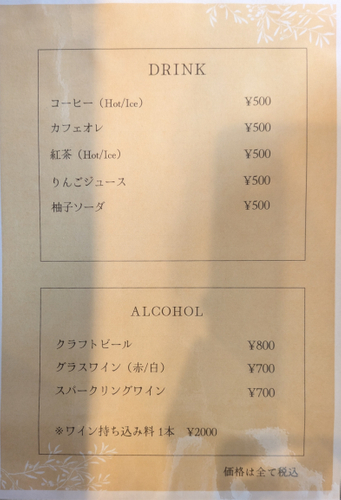 DRINK
コーヒー（Hot/Ice） ¥500
カフェオレ ¥500
紅茶（Hot/Ice） ¥500
りんごジュース ¥500
柚子ソーダ ¥500
ALCOHOL
クラフトビール ¥800
グラスワイン（赤/白） ¥700
スパークリングワイン ¥700
※ワイン持ち込み料 1本 ¥2000
価格は全て税込